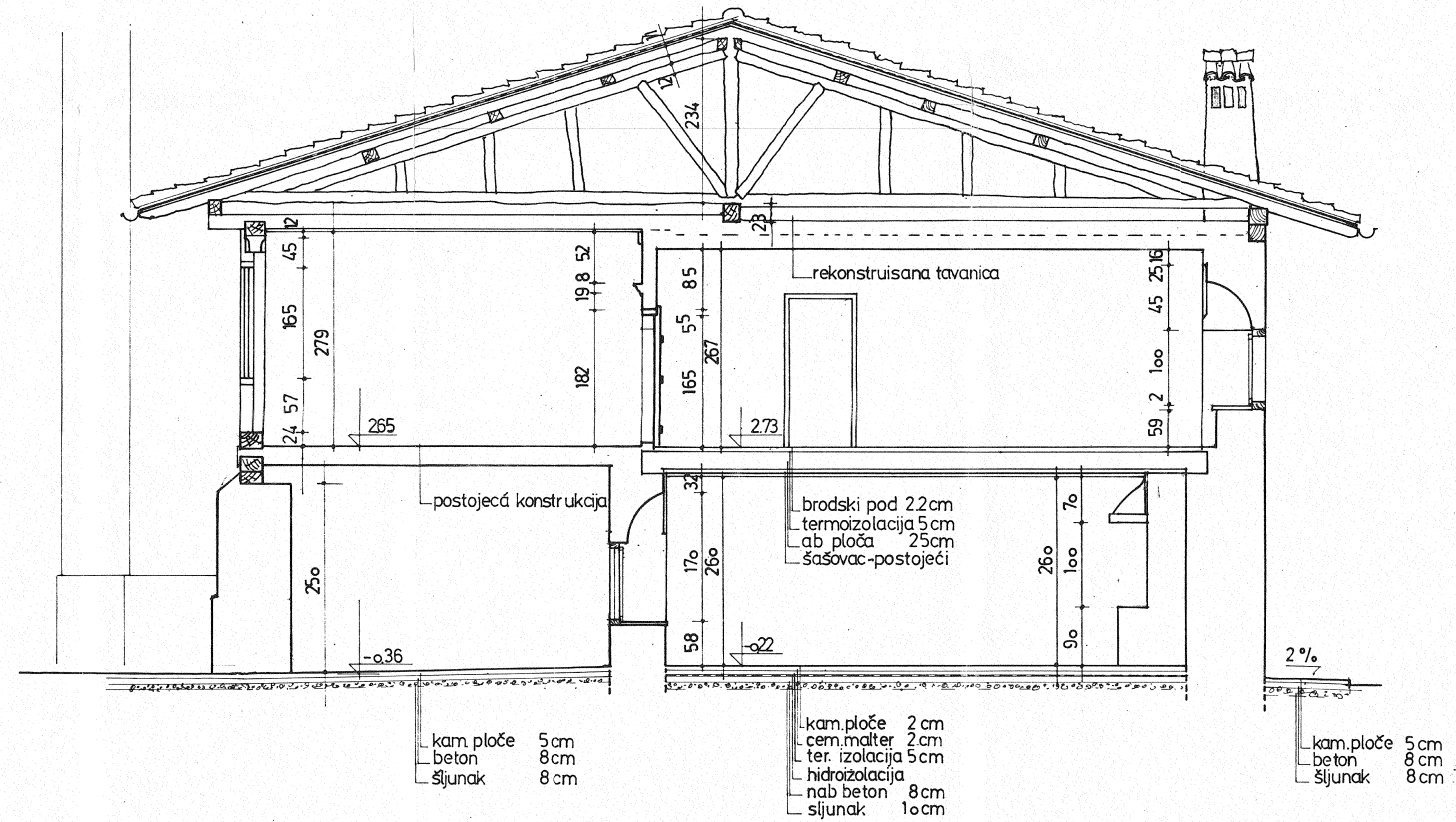 12
234
12
45
165
279
57
24
265
52
8
19
182
23
rekonstruisana tavanica
85
55
267
165
2.73
16
25
45
100
2
59
postojeća konstrukcija
brodski pod 2.2cm
termoizolacija 5cm
ab ploča 25cm
šašovac-postojeći
250
-0,36
32
170
260
58
-0,22
260
70
100
90
2%
kam. ploče 5cm
beton 8cm
šljunak 8cm
kam. ploče 2cm
cem. malter 2cm
ter. izolacija 5cm
hidroizolacija
nab beton 8cm
sljunak 10cm
kam. ploče 5cm
beton 8cm
šljunak 8cm